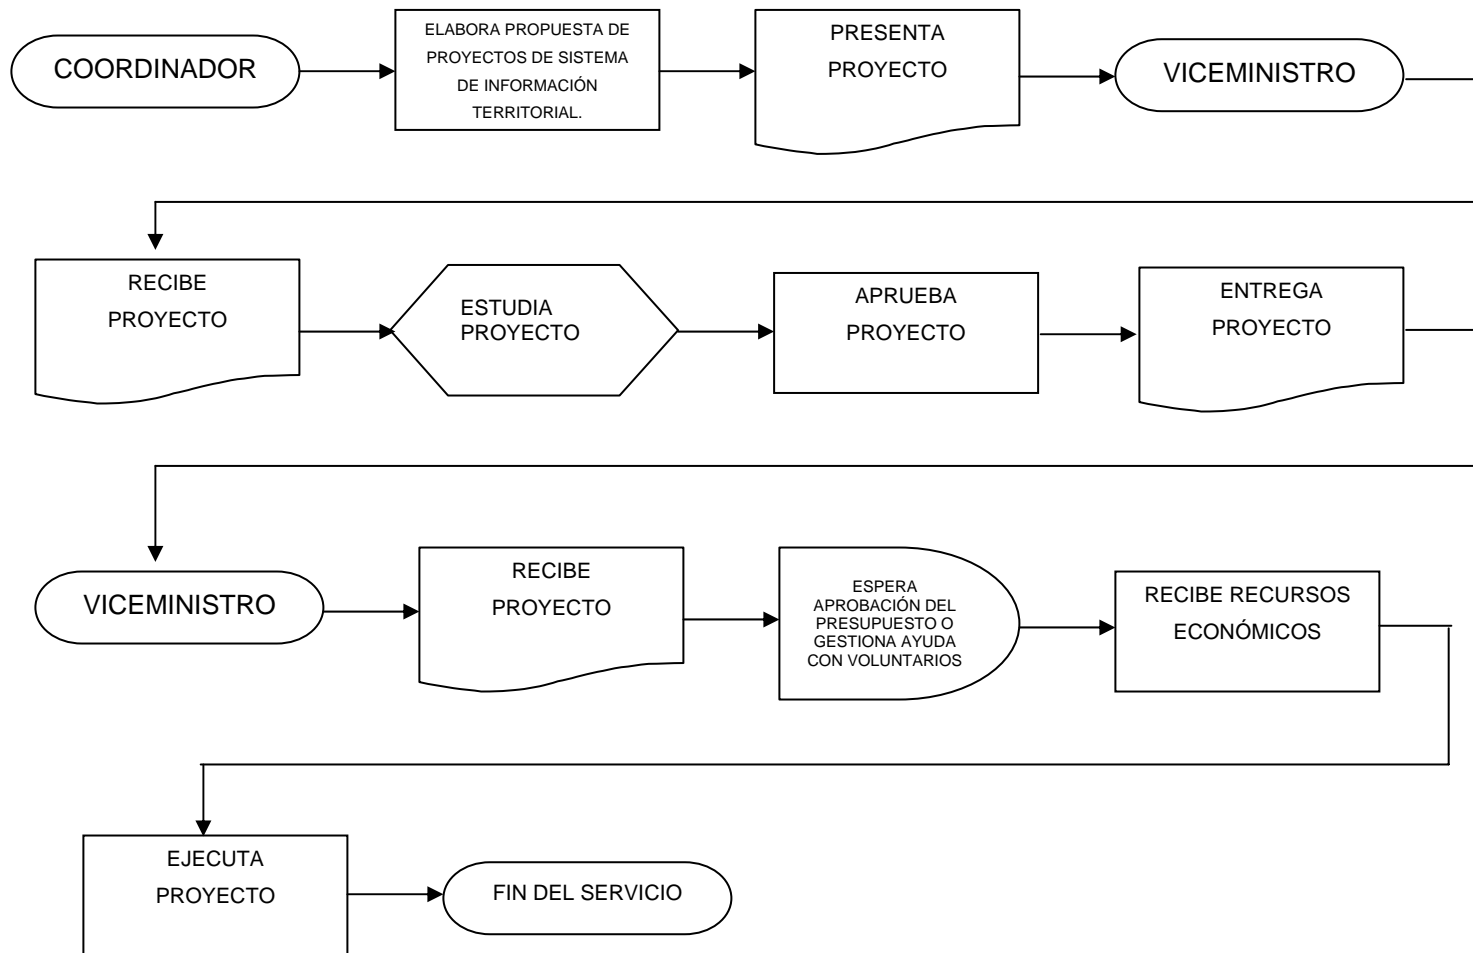 COORDINADOR
ELABORA PROPUESTA DE
PROYECTOS DE SISTEMA
DE INFORMACIÓN
TERRITORIAL.
PRESENTA
PROYECTO
VICEMINISTRO
RECIBE
PROYECTO
ESTUDIA
PROYECTO
APRUEBA
PROYECTO
ENTREGA
PROYECTO
VICEMINISTRO
RECIBE
PROYECTO
ESPERA
APROBACIÓN DEL
PRESUPUESTO O
GESTIONA AYUDA
CON VOLUNTARIOS
RECIBE RECURSOS
ECONÓMICOS
EJECUTA
PROYECTO
FIN DEL SERVICIO